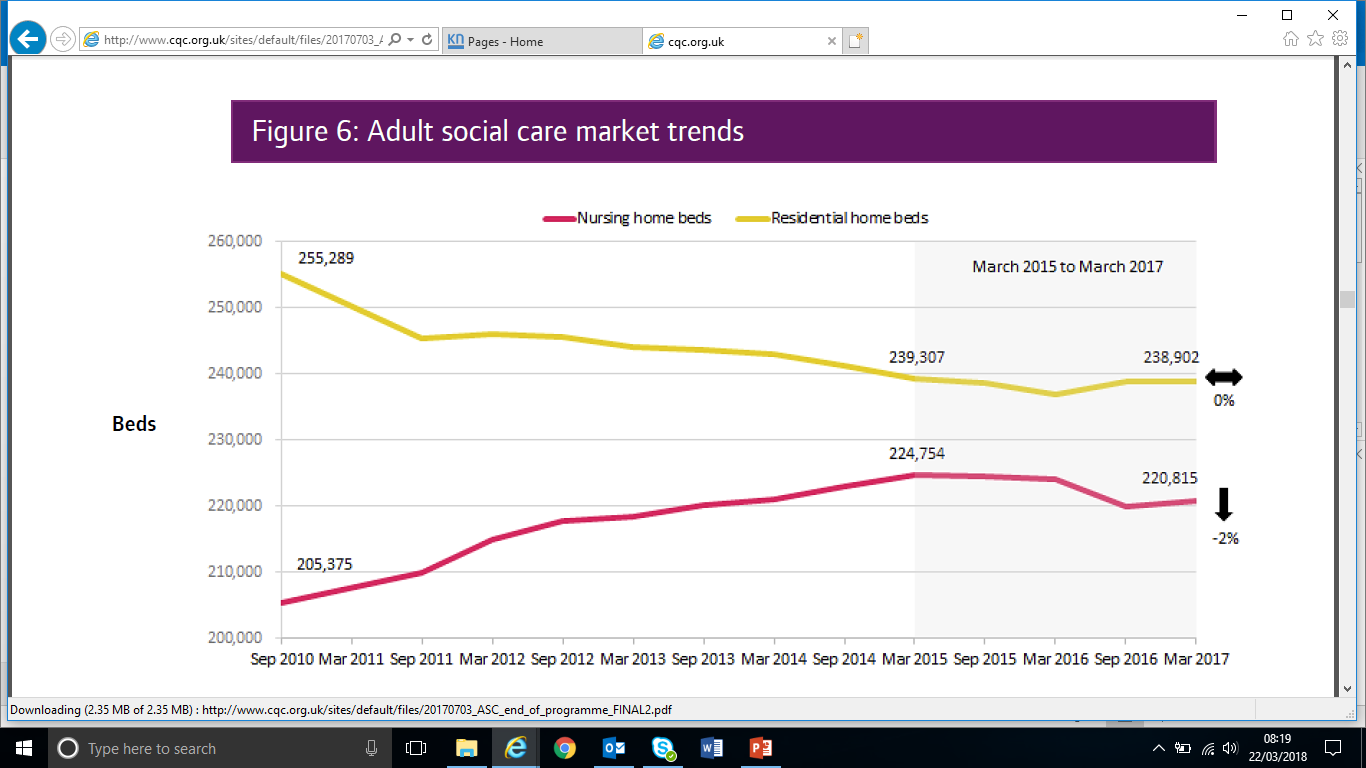 http://www.cqc.org.uk/sites/default/files/20170703_A
Pages - Home
cqc.org.uk
Figure 6: Adult social care market trends
Nursing home beds Residential home beds
260,000
255,289
March 2015 to March 2017
250,000
239,307 238,902
240,000
0%
Beds
230,000
224,754
220,815
220,000
-2%
205,375
210,000
200,000
Sep 2010 Mar 2011 Sep 2011 Mar 2012 Sep 2012 Mar 2013 Sep 2013 Mar 2014 Sep 2014 Mar 2015 Sep 2015 Mar 2016 Sep 2016 Mar 2017
Downloading (2.35 MB of 2.35 MB) : http://www.cqc.org.uk/sites/default/files/20170703_ASC_end_of_programme_FINAL2.pdf
Type here to search
08:19
22/03/2018